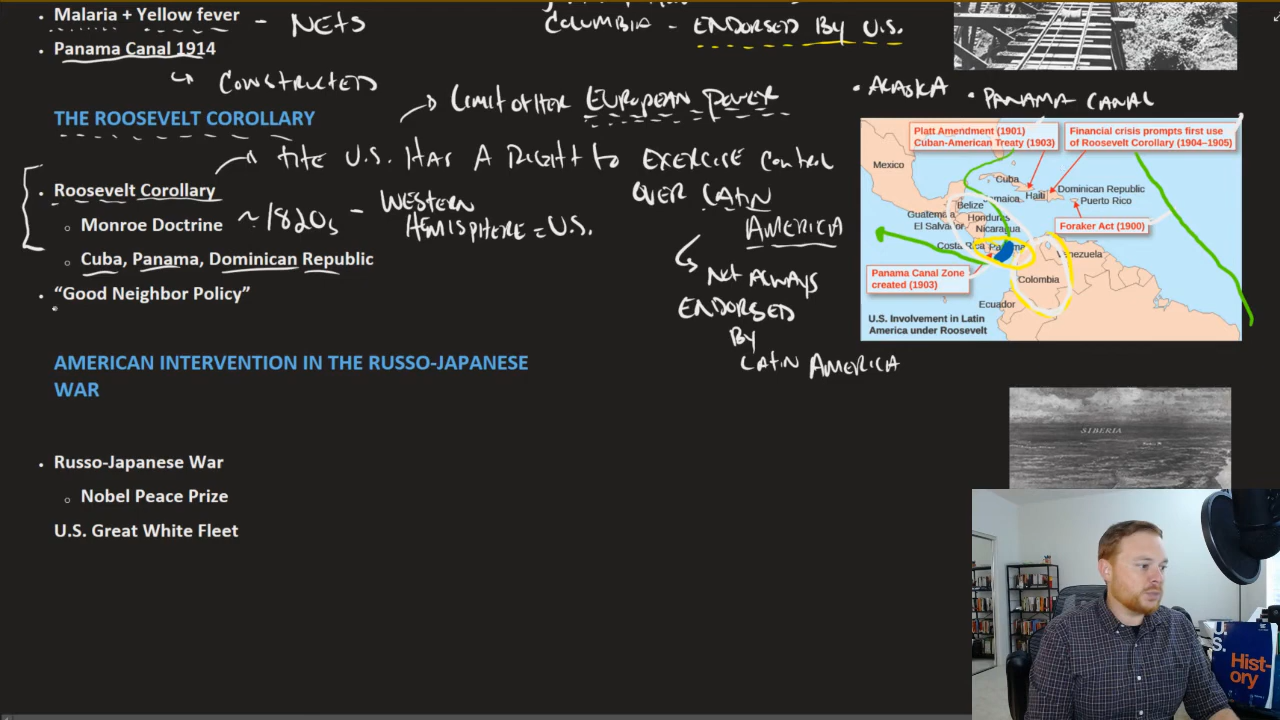 Malaria + Yellow fever - NETS
COLUMBIA - ENDORSED BY U.S.
Panama Canal 1914
CONSTRUCTED
THE ROOSEVELT COROLLARY
LIMIT OTHER EUROPEAN POWER
• ALASKA • PANAMA CANAL
THE U.S. HAS A RIGHT TO EXERCISE CONTROL
OVER LATIN
AMERICA
Roosevelt Corollary
Monroe Doctrine ~1820s - WESTERN
HEMISPHERE = U.S.
Cuba, Panama, Dominican Republic
NOT ALWAYS
ENDORSED
BY
LATIN AMERICA
"Good Neighbor Policy"
Platt Amendment (1901)
Cuban-American Treaty (1903)
Financial crisis prompts first use
of Roosevelt Corollary (1904–1905)
Mexico
Cuba
Haiti
Dominican Republic
Puerto Rico
Jamaica
Belize
Honduras
Guatemala
El Salvador
Nicaragua
Foraker Act (1900)
Costa Rica
Panama
Venezuela
Panama Canal Zone
created (1903)
Colombia
Ecuador
U.S. Involvement in Latin
America under Roosevelt
AMERICAN INTERVENTION IN THE RUSSO-JAPANESE
WAR
SIBERIA
Russo-Japanese War
Nobel Peace Prize
U.S. Great White Fleet
U.
S.
Hist-
ory